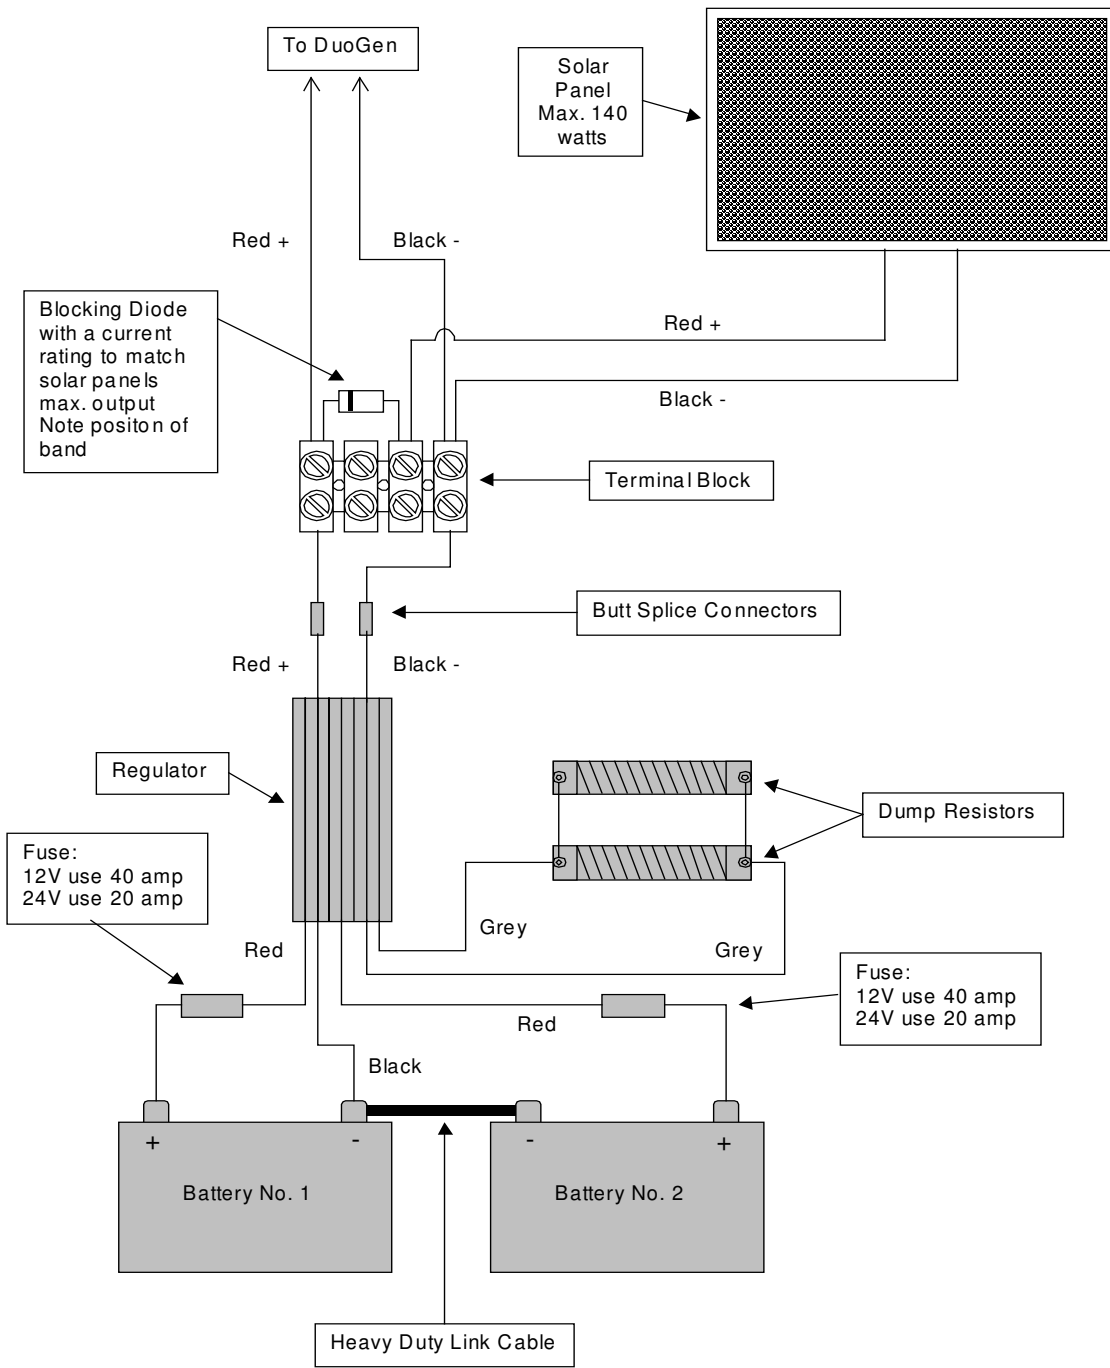 To DuoGen
Solar
Panel
Max. 140
watts
Red +
Black -
Blocking Diode
with a current
rating to match
solar panels
max. output
Note positon of
band
Red +
Black -
Terminal Block
Butt Splice Connectors
Red +
Black -
Regulator
Dump Resistors
Fuse:
12V use 40 amp
24V use 20 amp
Grey
Red
Grey
Fuse:
12V use 40 amp
24V use 20 amp
Red
Black
+
-
-
+
Battery No. 1
Battery No. 2
Heavy Duty Link Cable